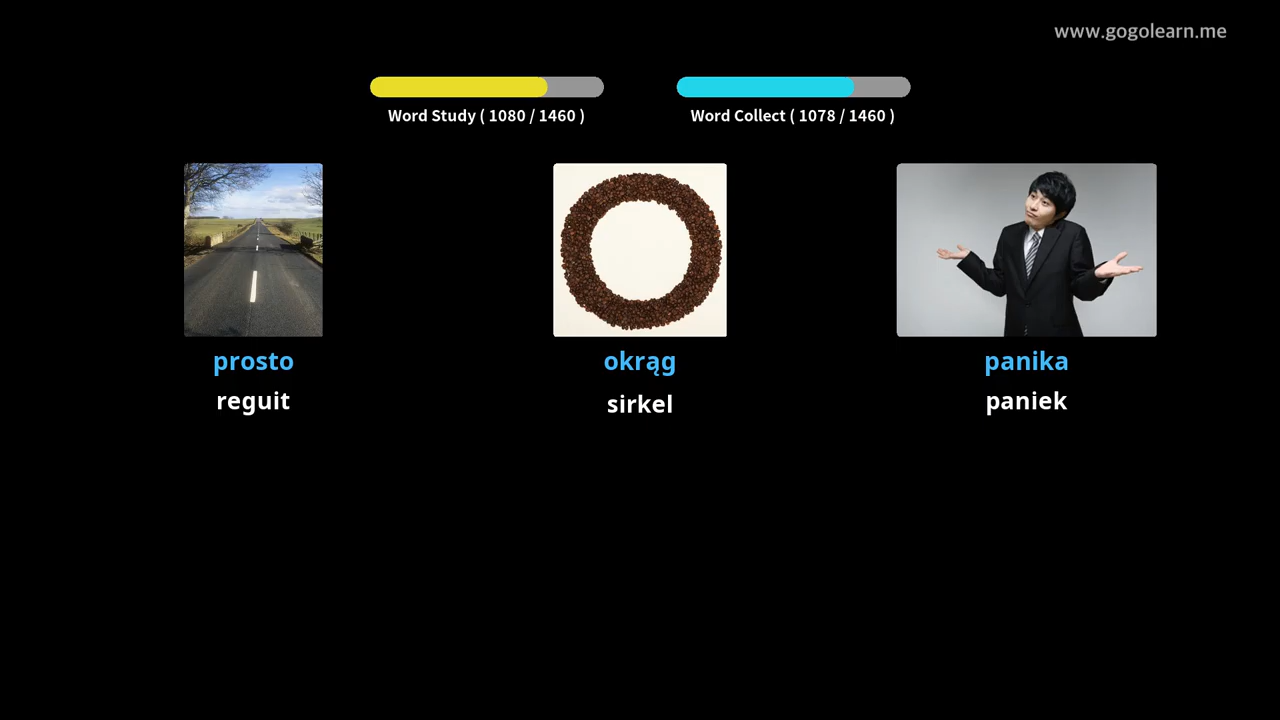 www.gogolearn.me
Word Study ( 1080 / 1460 )
Word Collect ( 1078 / 1460 )
prosto
reguit
okrąg
sirkel
panika
paniek